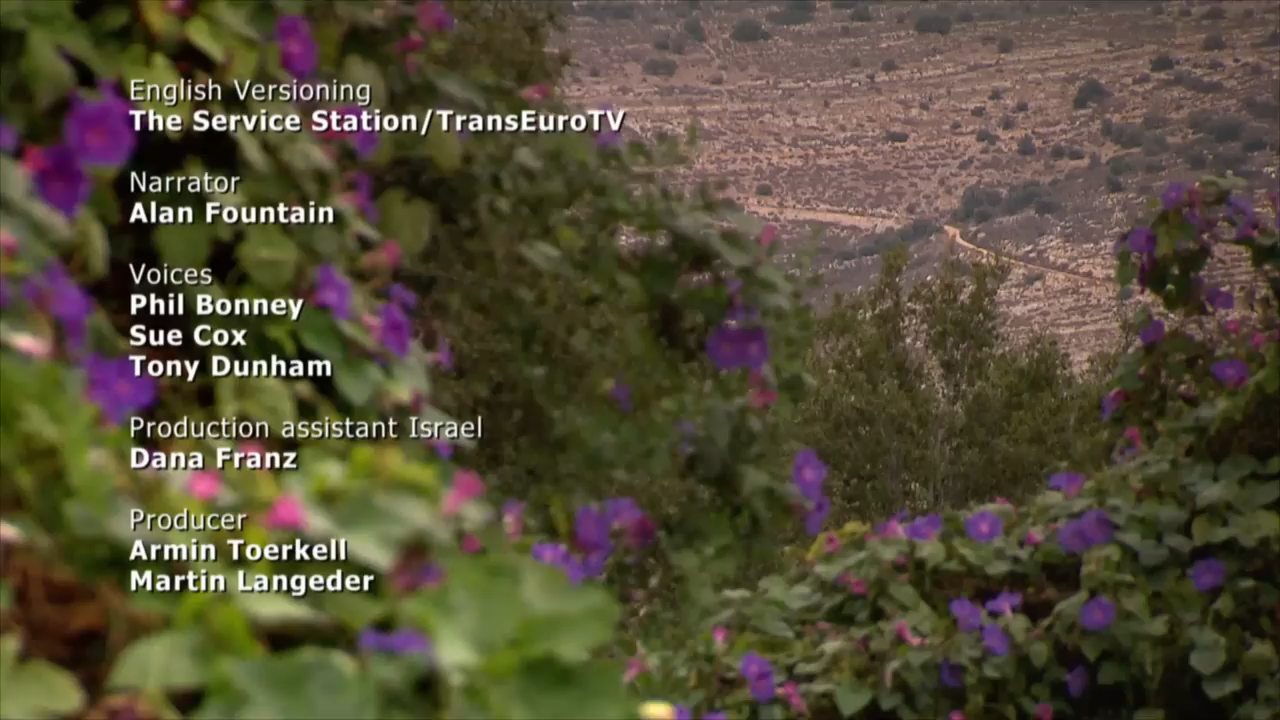 English Versioning
The Service Station/TransEuroTV
Narrator
Alan Fountain
Voices
Phil Bonney
Sue Cox
Tony Dunham
Production assistant Israel
Dana Franz
Producer
Armin Toerkell
Martin Langeder